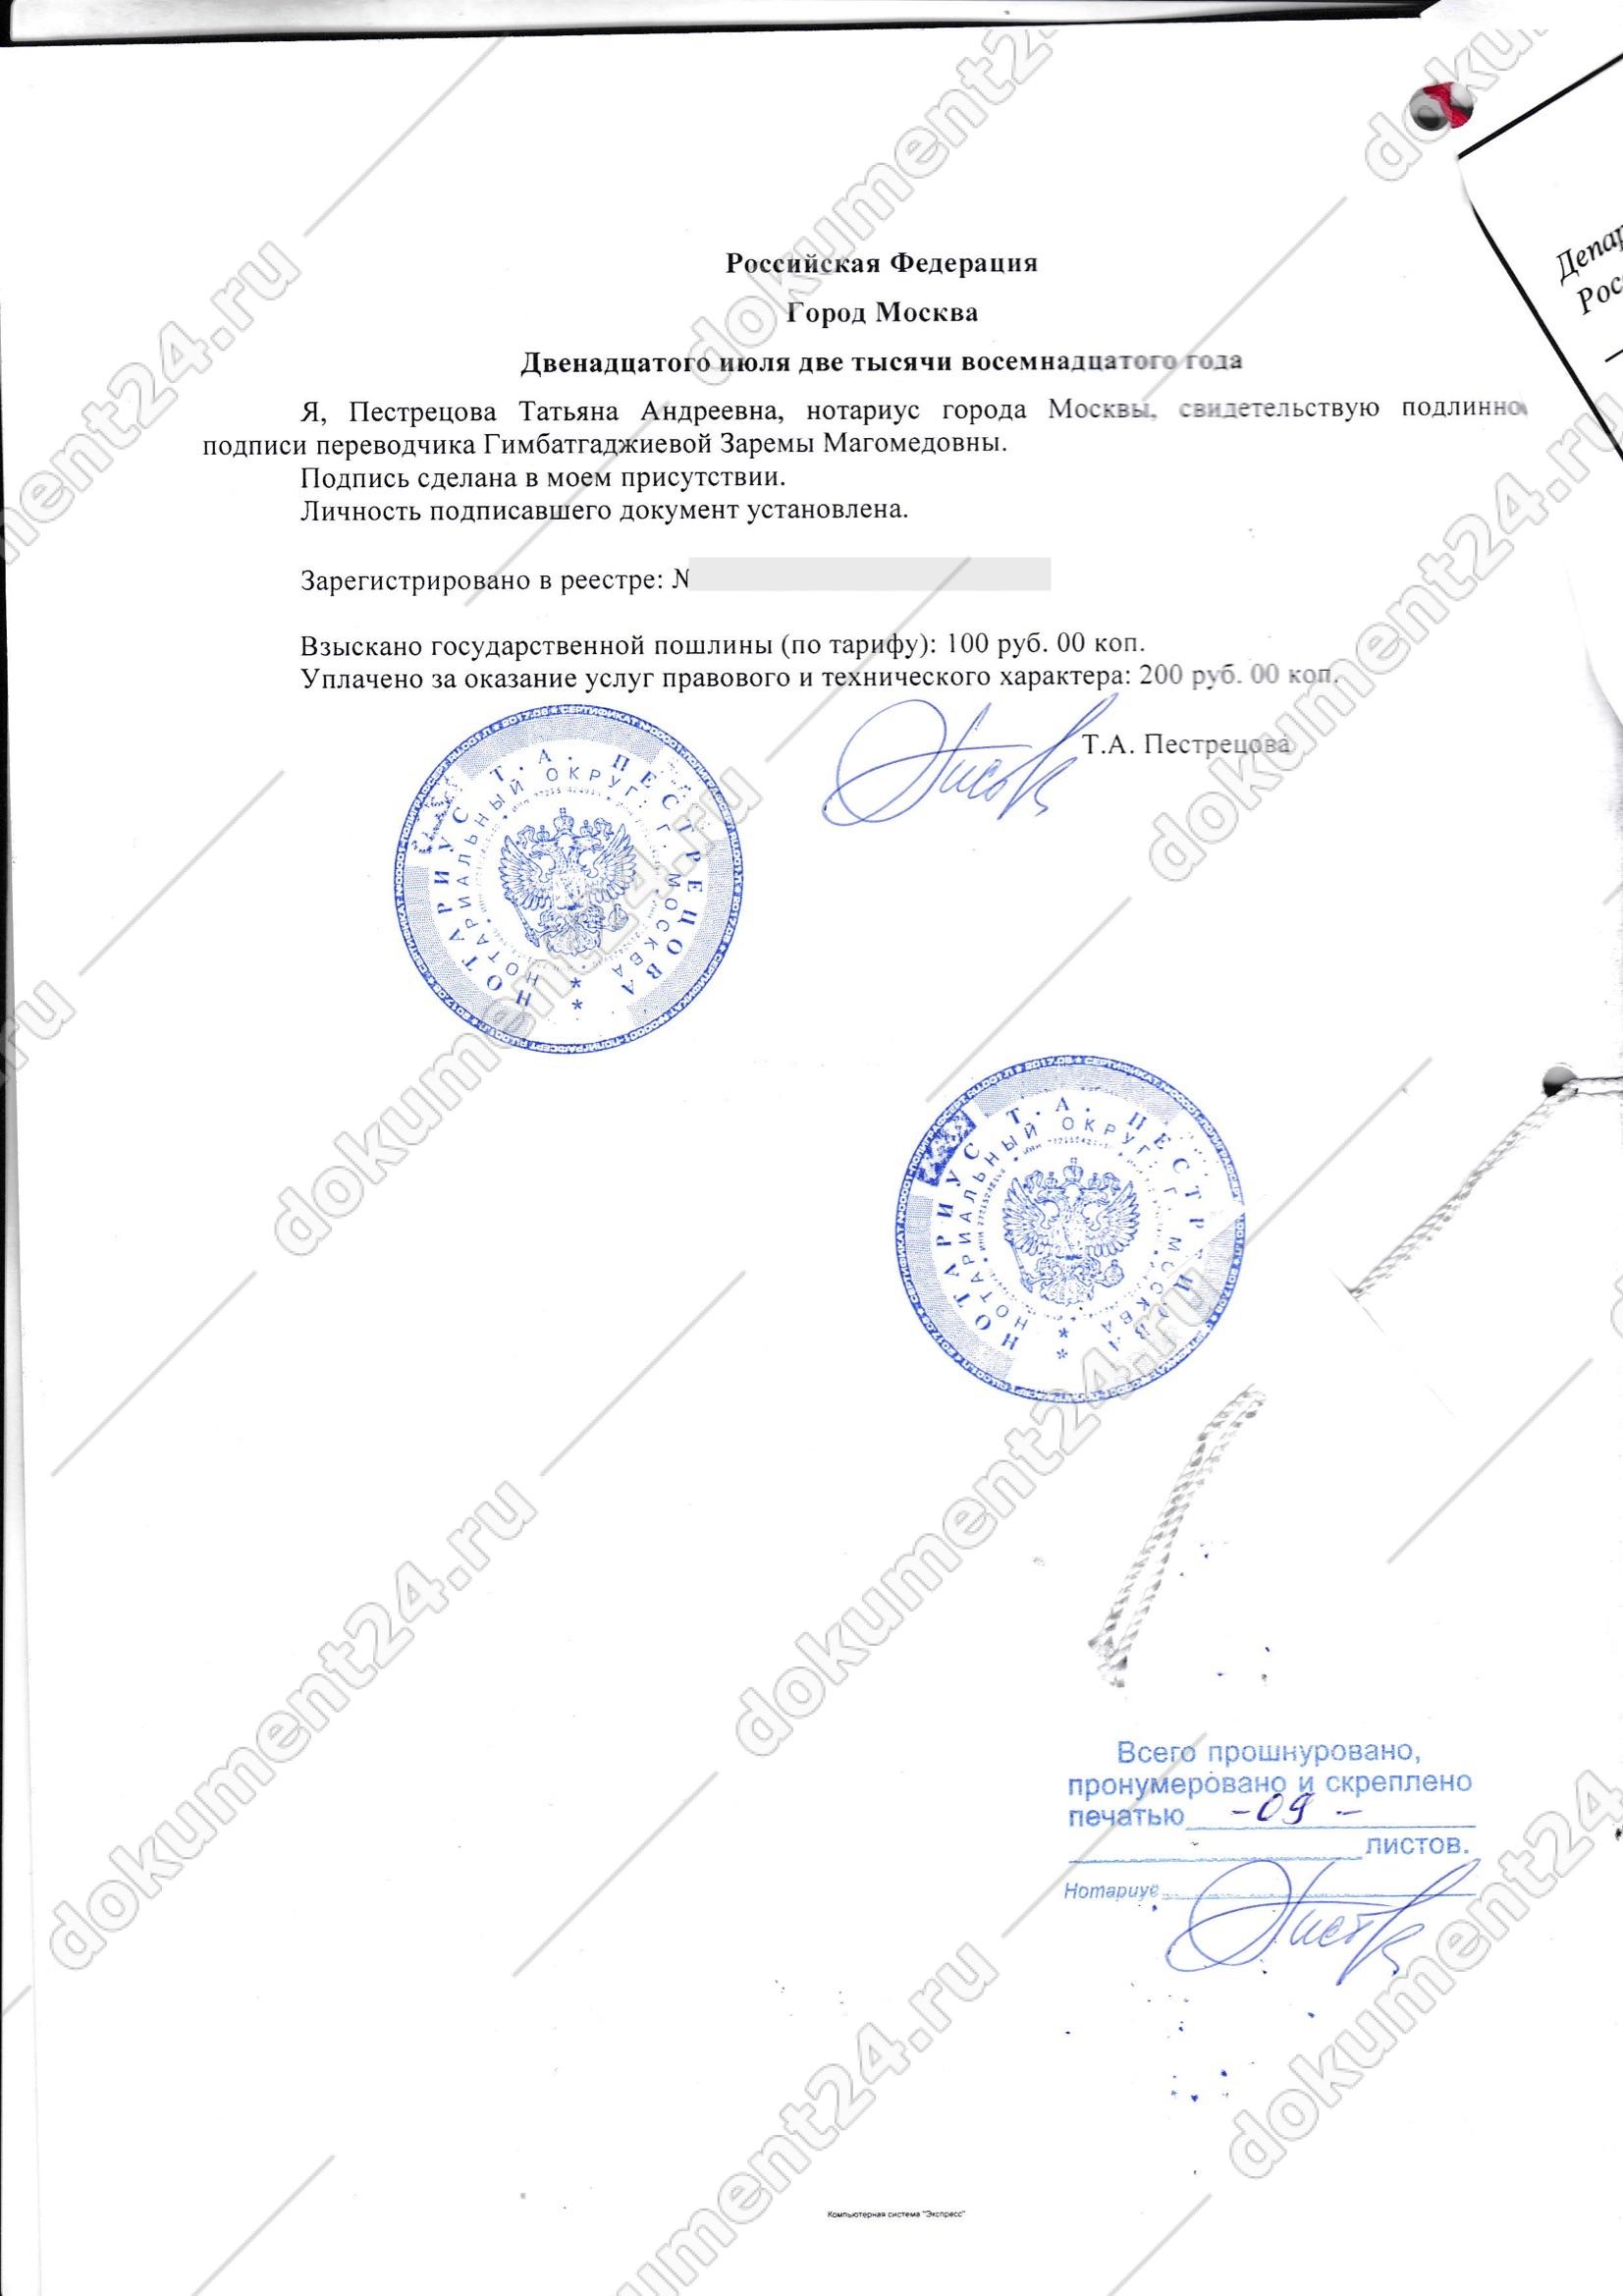 Депар
Рос
Российская Федерация
Город Москва
Двенадцатого июля две тысячи восемнадцатого года
Я, Пестрецова Татьяна Андреевна, нотариус города Москвы, свидетельствую подлинно
подписи переводчика Гимбатгаджиевой Заремы Магомедовны.
Подпись сделана в моем присутствии.
Личность подписавшего документ установлена.
Зарегистрировано в реестре: №
Взыскано государственной пошлины (по тарифу): 100 руб. 00 коп.
Уплачено за оказание услуг правового и технического характера: 200 руб. 00 коп.
Т.А. Пестрецова
НОТАРИУС Т.А. ПЕСТРЕЦОВА
НОТАРИАЛЬНЫЙ ОКРУГ: Г. МОСКВА
НОТАРИУС Т.А. ПЕСТРЕЦОВА
НОТАРИАЛЬНЫЙ ОКРУГ: Г. МОСКВА
Всего прошнуровано,
пронумеровано и скреплено
печатью -09-
листов.
Нотариус
Компьютерная система "Экспресс"
dokument24.ru